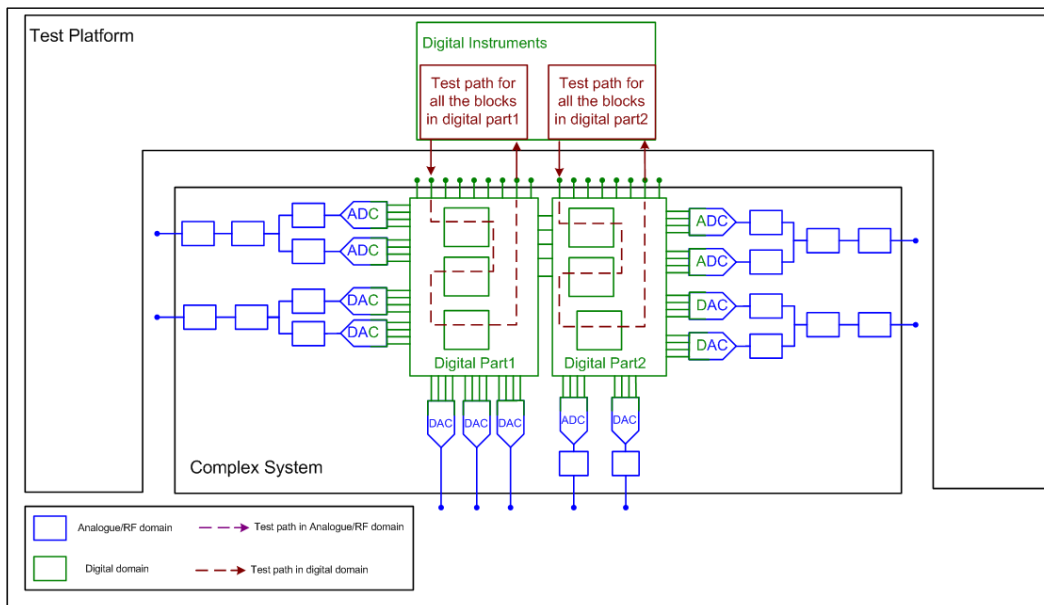 Test Platform
Digital Instruments
Test path for
all the blocks
in digital part1
Test path for
all the blocks
in digital part2
ADC
ADC
DAC
DAC
ADC
ADC
DAC
DAC
Digital Part1
Digital Part2
DAC
DAC
DAC
ADC
DAC
Complex System
Analogue/RF domain
Test path in Analogue/RF domain
Digital domain
Test path in digital domain